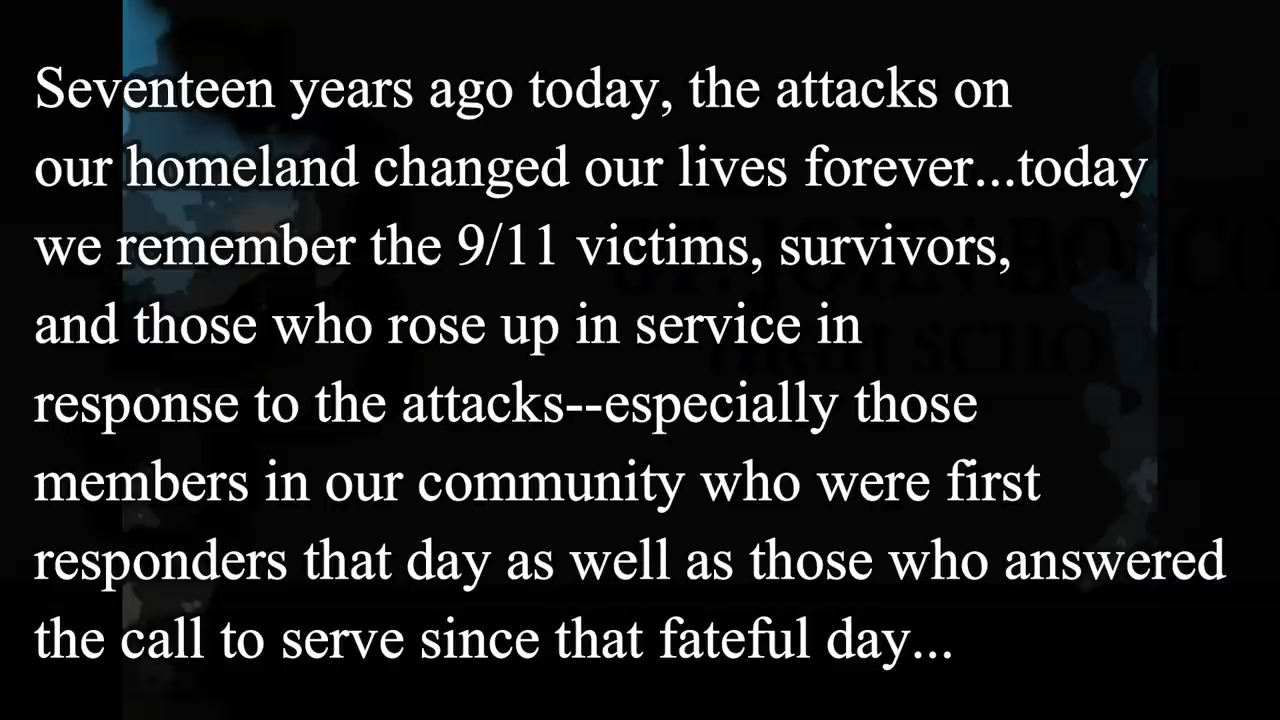 Seventeen years ago today, the attacks on
our homeland changed our lives forever...today
we remember the 9/11 victims, survivors,
and those who rose up in service in
response to the attacks--especially those
members in our community who were first
responders that day as well as those who answered
the call to serve since that fateful day...
SCHOOL